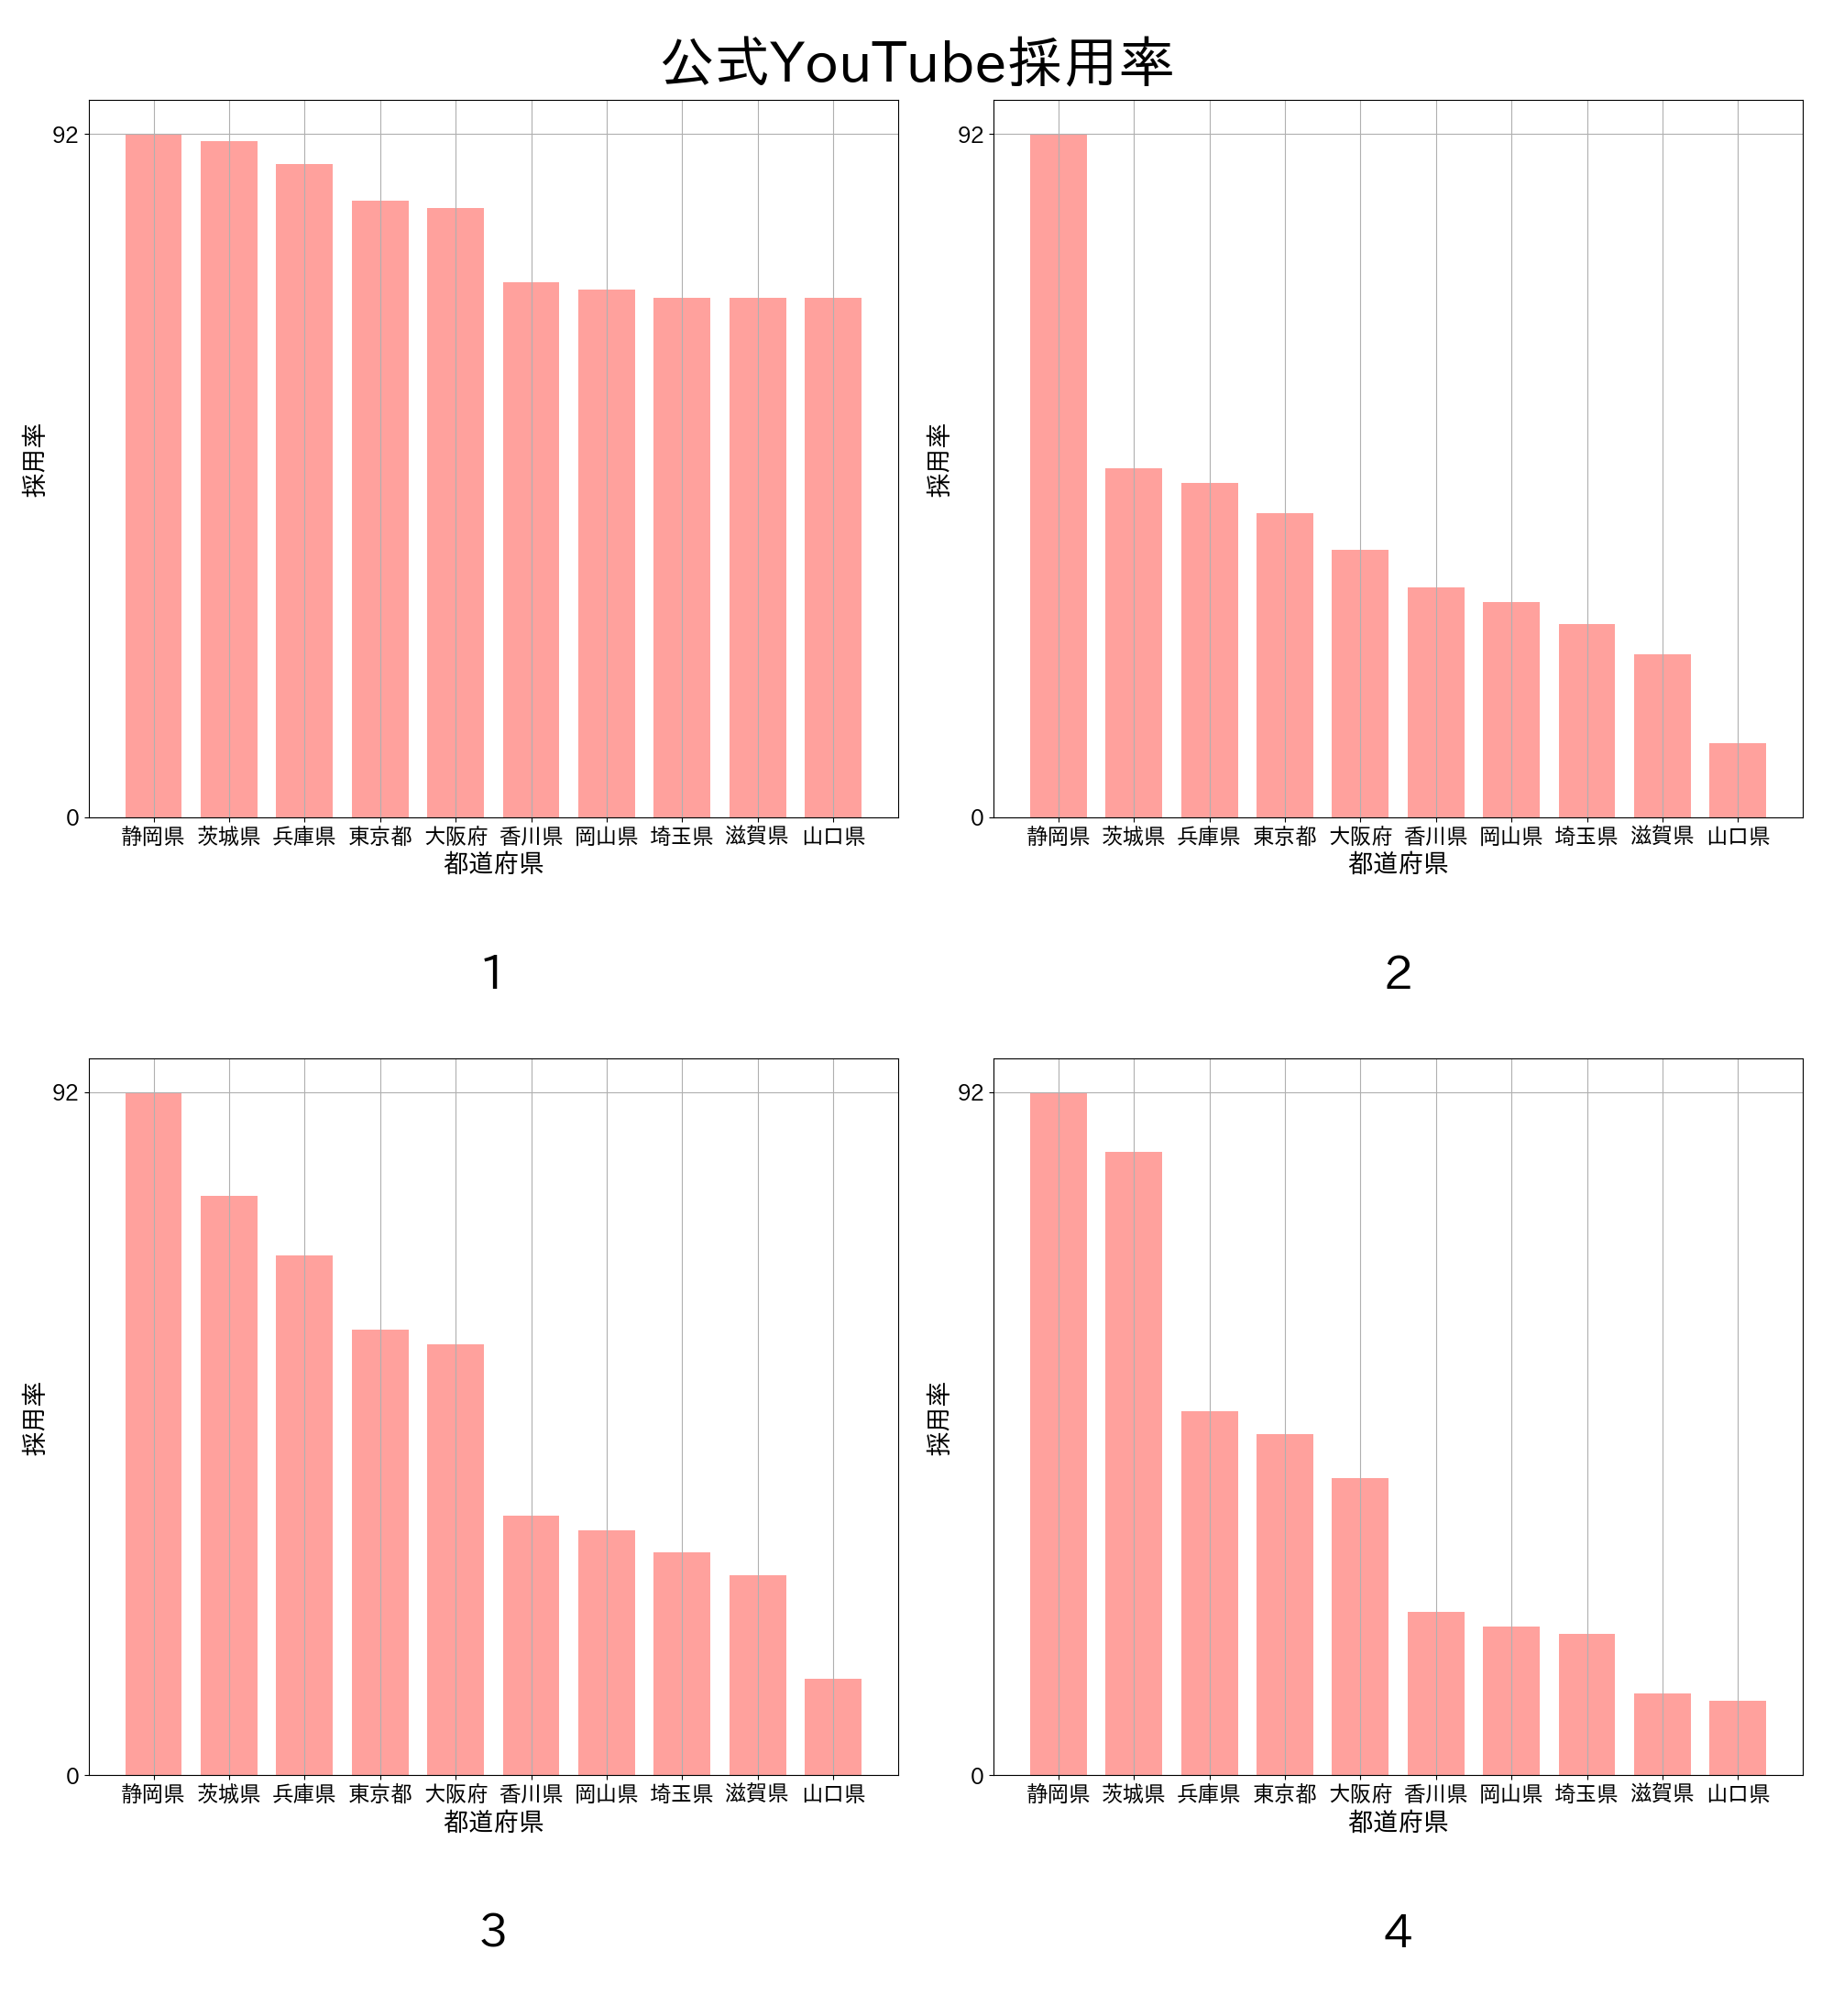 公式YouTube採用率
92
0
採用率
静岡県 茨城県 兵庫県 東京都 大阪府 香川県 岡山県 埼玉県 滋賀県 山口県
都道府県
1
92
0
採用率
静岡県 茨城県 兵庫県 東京都 大阪府 香川県 岡山県 埼玉県 滋賀県 山口県
都道府県
2
92
0
採用率
静岡県 茨城県 兵庫県 東京都 大阪府 香川県 岡山県 埼玉県 滋賀県 山口県
都道府県
3
92
0
採用率
静岡県 茨城県 兵庫県 東京都 大阪府 香川県 岡山県 埼玉県 滋賀県 山口県
都道府県
4